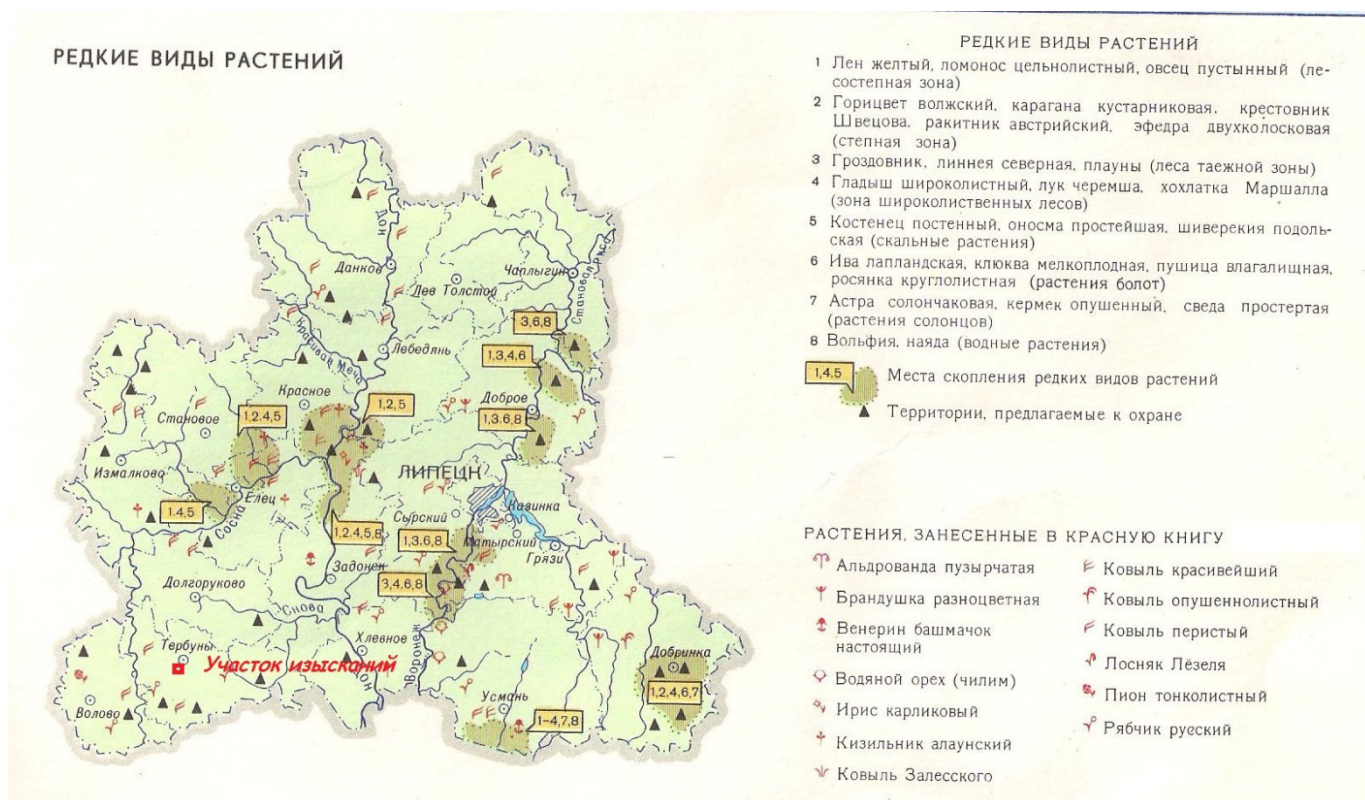 РЕДКИЕ ВИДЫ РАСТЕНИЙ
Дон
Данков
Чаплыгин
Лев Толстой
Становая Ряса
3,6,8
Красивая Меча
Лебедянь
1,3,4,6
Красное
1,2,5
Доброе
Становое
1.2.4,5
1,3.6,8
Измалково
ЛИПЕЦК
Елец
Казинка
1.4,5
Сосна
Сырский
1,2.4,5,8
1,3.6,8
Матырский
Грязи
Задонск
3,4.6,8
Долгоруково
Снова
Хлевное
Воронеж
Тербуны
Участок изысканий
Дон
Добринка
1,2,4,6,7
Волово
Усмань
1-4,7,8
РЕДКИЕ ВИДЫ РАСТЕНИЙ
1 Лен желтый, ломонос цельнолистный, овсец пустынный (ле-
состепная зона)
2 Горицвет волжский, карагана кустарниковая, крестовник
Швецова, ракитник австрийский, эфедра двухколосковая
(степная зона)
3 Гроздовник, линнея северная, плауны (леса таежной зоны)
4 Гладыш широколистный, лук черемша, хохлатка Маршалла
(зона широколиственных лесов)
5 Костенец постенный, оносма простейшая, шиверекия подоль-
ская (скальные растения)
6 Ива лапландская, клюква мелкоплодная, пушица влагалищная,
росянка круглолистная (растения болот)
7 Астра солончаковая, кермек опушенный, сведа простертая
(растения солонцов)
8 Вольфия, наяда (водные растения)
1,4,5
Места скопления редких видов растений
Территории, предлагаемые к охране
РАСТЕНИЯ, ЗАНЕСЕННЫЕ В КРАСНУЮ КНИГУ
Альдрованда пузырчатая
Брандушка разноцветная
Венерин башмачок
настоящий
Водяной орех (чилим)
Ирис карликовый
Кизильник алаунский
Ковыль Залесского
Ковыль красивейший
Ковыль опушеннолистный
Ковыль перистый
Лосняк Лёзеля
Пион тонколистный
Рябчик русский